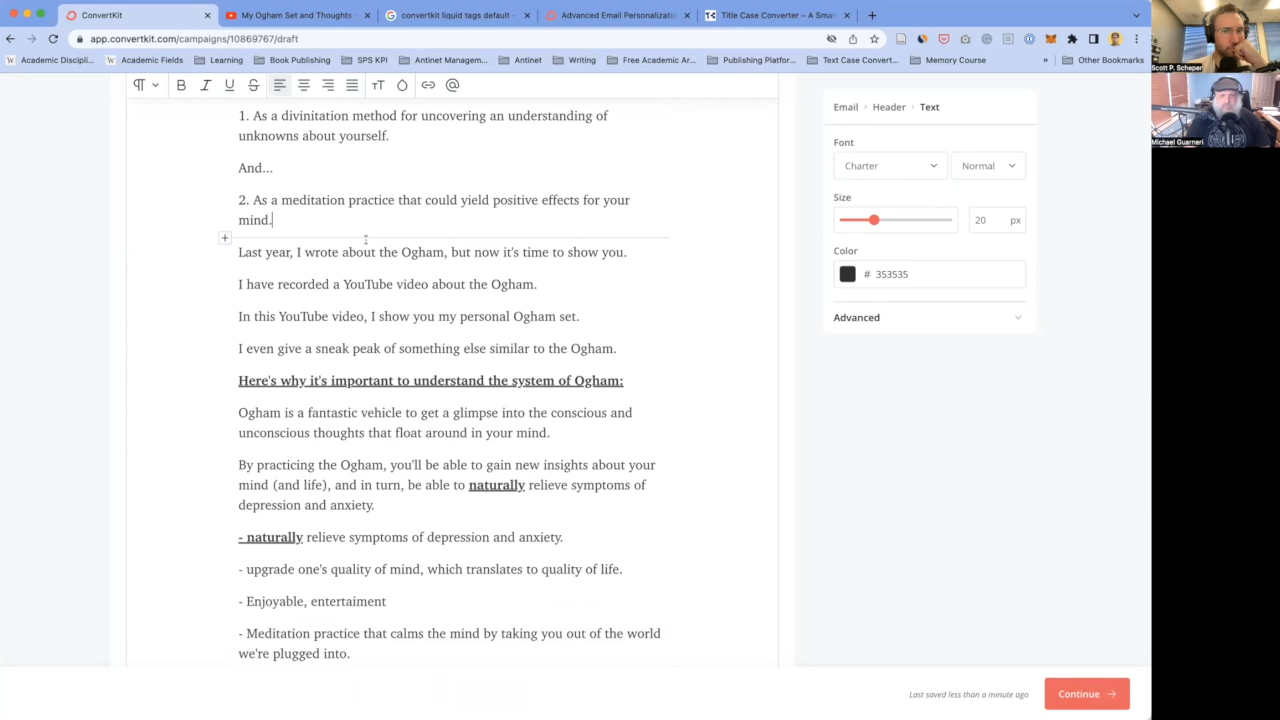 ConvertKit
My Ogham and Thoughts -
convertkit liquid tags default -
Advanced Email Personalizatio
Title Case Converter – A Smar
app.convertkit.com/campaigns/10869767/draft
Academic Discipli...
Academic Fields
Learning
Book Publishing
SPS KPI
Antinet Managem...
Antinet
Writing
Free Academic Ar...
Publishing Platfor...
Text Case Convert...
Memory Course
»
Other Bookmarks
Scott P. Scheper
Michael Guarneri
1. As a divinitation method for uncovering an understanding of
unknowns about yourself.
And...
2. As a meditation practice that could yield positive effects for your
mind.
Last year, I wrote about the Ogham, but now it's time to show you.
I have recorded a YouTube video about the Ogham.
In this YouTube video, I show you my personal Ogham set.
I even give a sneak peak of something else similar to the Ogham.
Here's why it's important to understand the system of Ogham:
Ogham is a fantastic vehicle to get a glimpse into the conscious and
unconscious thoughts that float around in your mind.
By practicing the Ogham, you'll be able to gain new insights about your
mind (and life), and in turn, be able to naturally relieve symptoms of
depression and anxiety.
- naturally relieve symptoms of depression and anxiety.
- upgrade one's quality of mind, which translates to quality of life.
- Enjoyable, entertaiment
- Meditation practice that calms the mind by taking you out of the world
we're plugged into.
Email > Header > Text
Font
Charter
Normal
Size
20 px
Color
# 353535
Advanced
Last saved less than a minute ago
Continue →